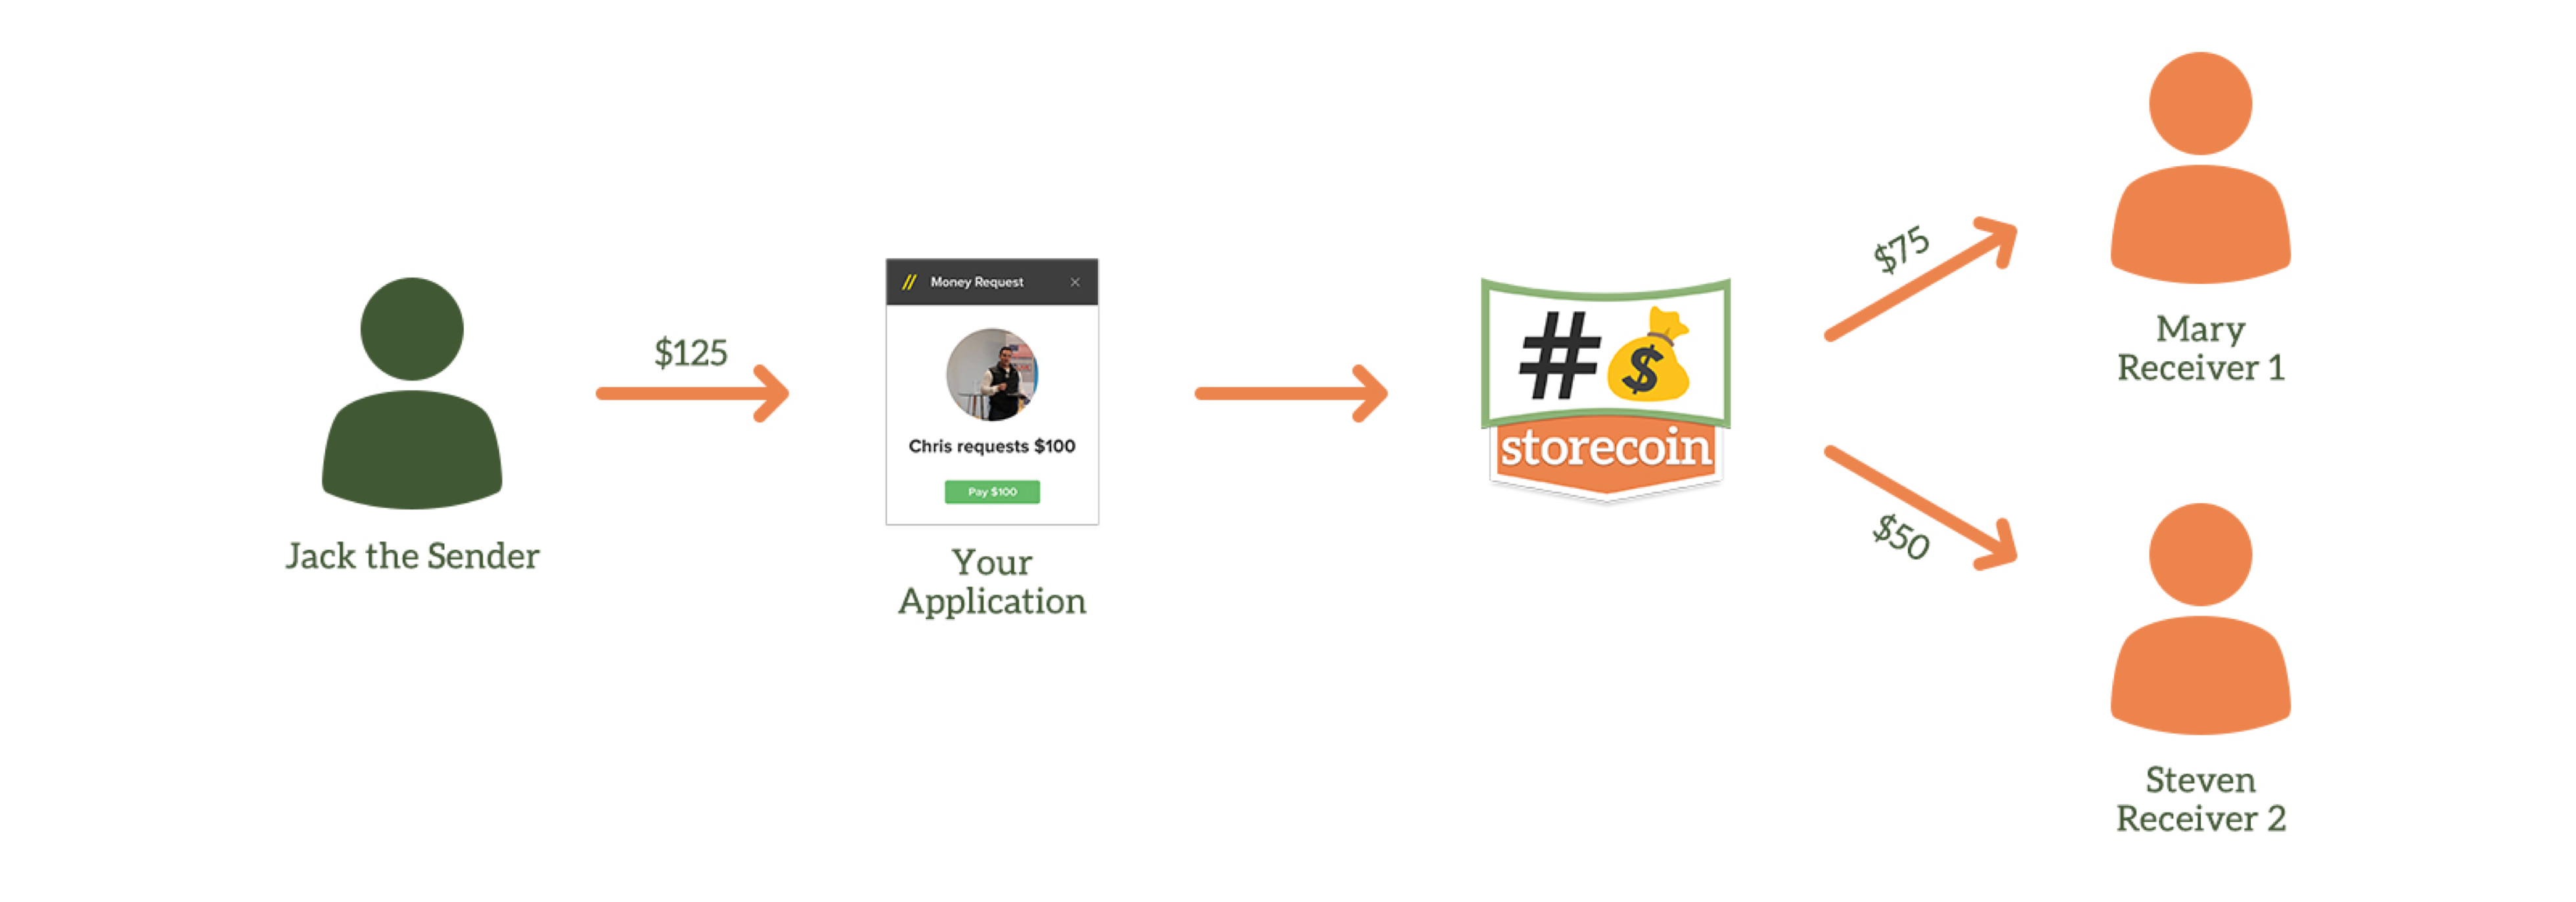 $125
Jack the Sender
Money Request
Chris requests $100
Pay $100
Your
Application
#$
storecoin
$75
$50
Mary
Receiver 1
Steven
Receiver 2